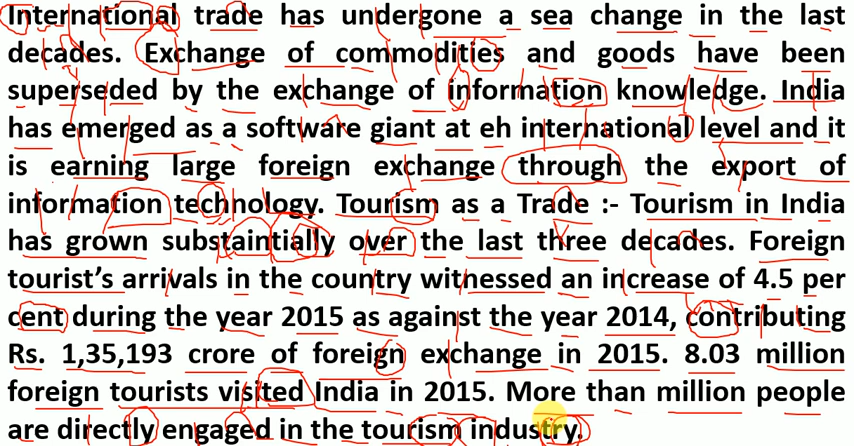 International trade has undergone a sea change in the last
decades. Exchange of commodities and goods have been
superseded by the exchange of information knowledge. India
has emerged as a software giant at eh international level and it
is earning large foreign exchange through the export of
information technology. Tourism as a Trade :- Tourism in India
has grown substaintially over the last three decades. Foreign
tourist's arrivals in the country witnessed an increase of 4.5 per
cent during the year 2015 as against the year 2014, contributing
Rs. 1,35,193 crore of foreign exchange in 2015. 8.03 million
foreign tourists visited India in 2015. More than million people
are directly engaged in the tourism industry.